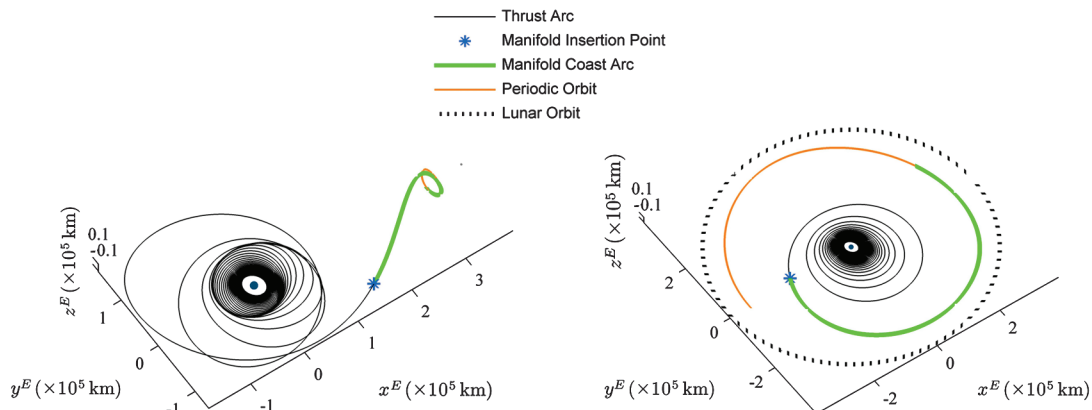 Thrust Arc
Manifold Insertion Point
Manifold Coast Arc
Periodic Orbit
Lunar Orbit
0.1
-0.1
z^E (×10^5 km)
1
0
-1
y^E (×10^5 km)
-1
0
1
2
3
x^E (×10^5 km)
0.1
-0.1
z^E (×10^5 km)
2
0
-2
y^E (×10^5 km)
-2
0
2
x^E (×10^5 km)